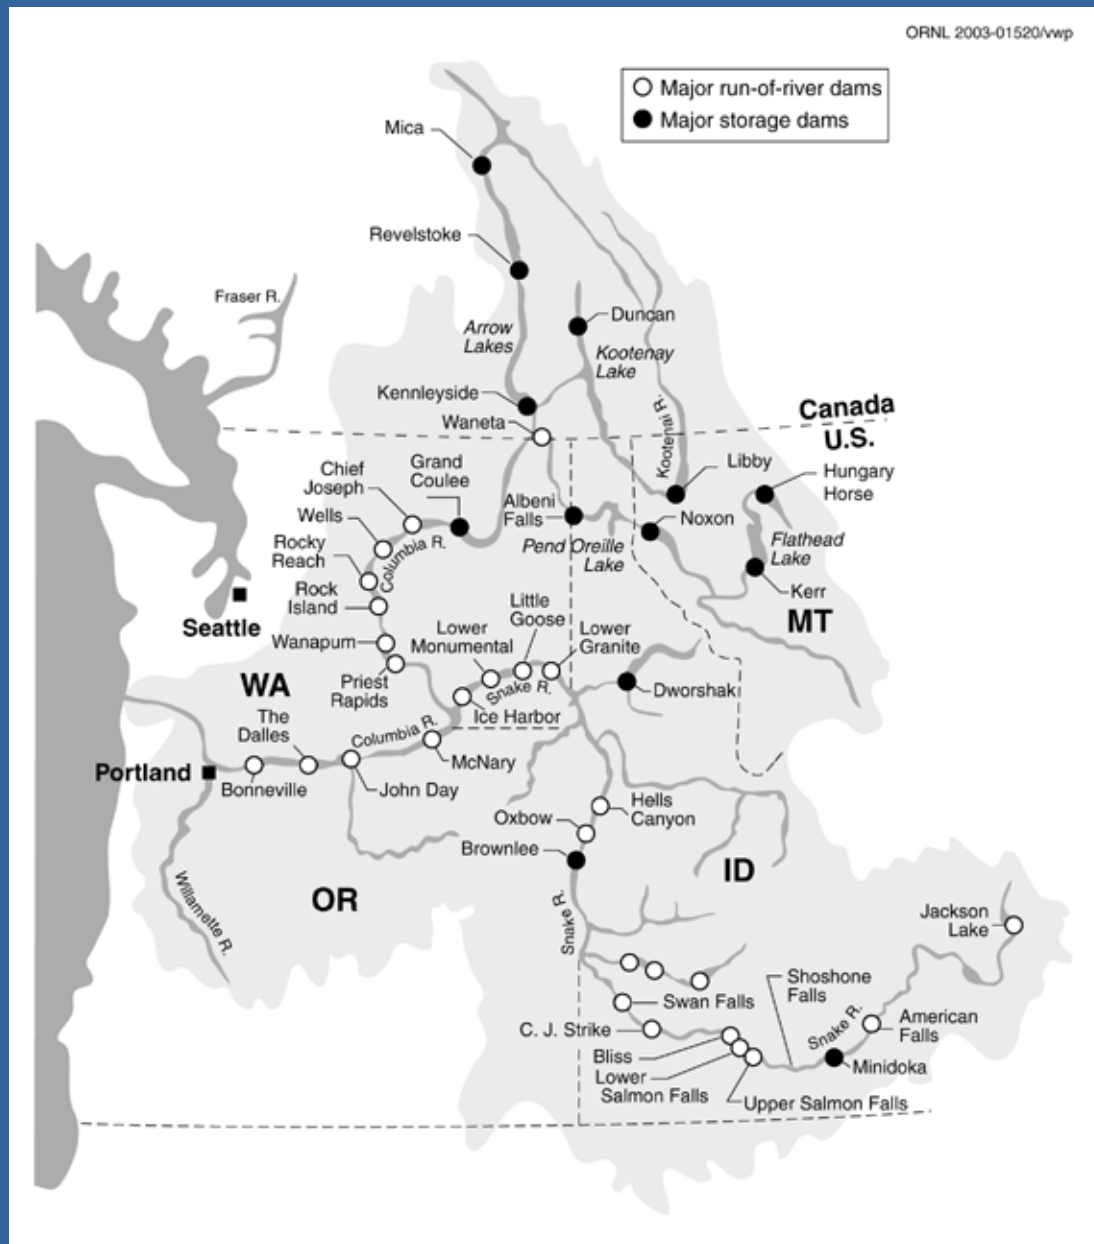 ORNL 2003-01520/vwp
Major run-of-river dams
Major storage dams
Mica
Revelstoke
Fraser R.
Duncan
Arrow
Lakes
Kootenay
Lake
Kennleyside
Waneta
Kootenai R.
Canada
U.S.
Chief
Joseph
Grand
Coulee
Libby
Hungary
Horse
Wells
Albeni
Falls
Noxon
Columbia R.
Pend Oreille
Lake
Flathead
Lake
Rocky
Reach
Kerr
Rock
Island
Seattle
Little
Goose
MT
Wanapum
Lower
Monumental
Lower
Granite
Priest
Rapids
WA
Snake R.
Dworshak
Ice Harbor
The
Dalles
Columbia R.
McNary
Portland
Bonneville
John Day
Hells
Canyon
Oxbow
Brownlee
ID
OR
Willamette R.
Snake R.
Jackson
Lake
Shoshone
Falls
Swan Falls
C. J. Strike
Snake R.
American
Falls
Bliss
Lower
Salmon Falls
Minidoka
Upper Salmon Falls